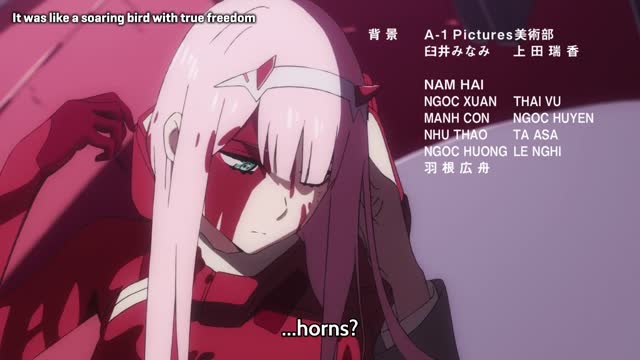 It was like a soaring bird with true freedom
背景 A-1 Pictures美術部
臼井みなみ 上田瑞香
NAM HAI
NGOC XUAN THAI VU
MANH CON NGOC HUYEN
NHU THAO TA ASA
NGOC HUONG LE NGHI
羽根広舟
...horns?